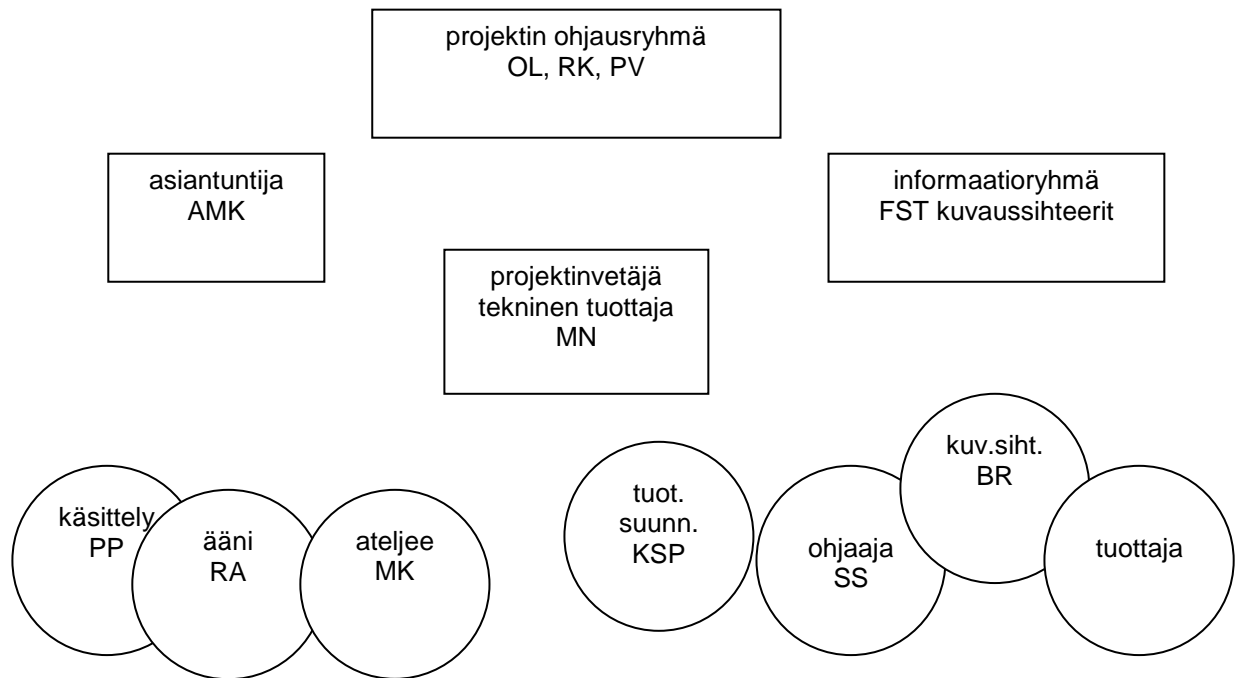 projektin ohjausryhmä
OL, RK, PV
asiantuntija
AMK
informaatioryhmä
FST kuvaussihteerit
projektinvetäjä
tekninen tuottaja
MN
käsittely
PP
ääni
RA
ateljee
MK
tuot.
suunn.
KSP
ohjaaja
SS
kuv.siht.
BR
tuottaja